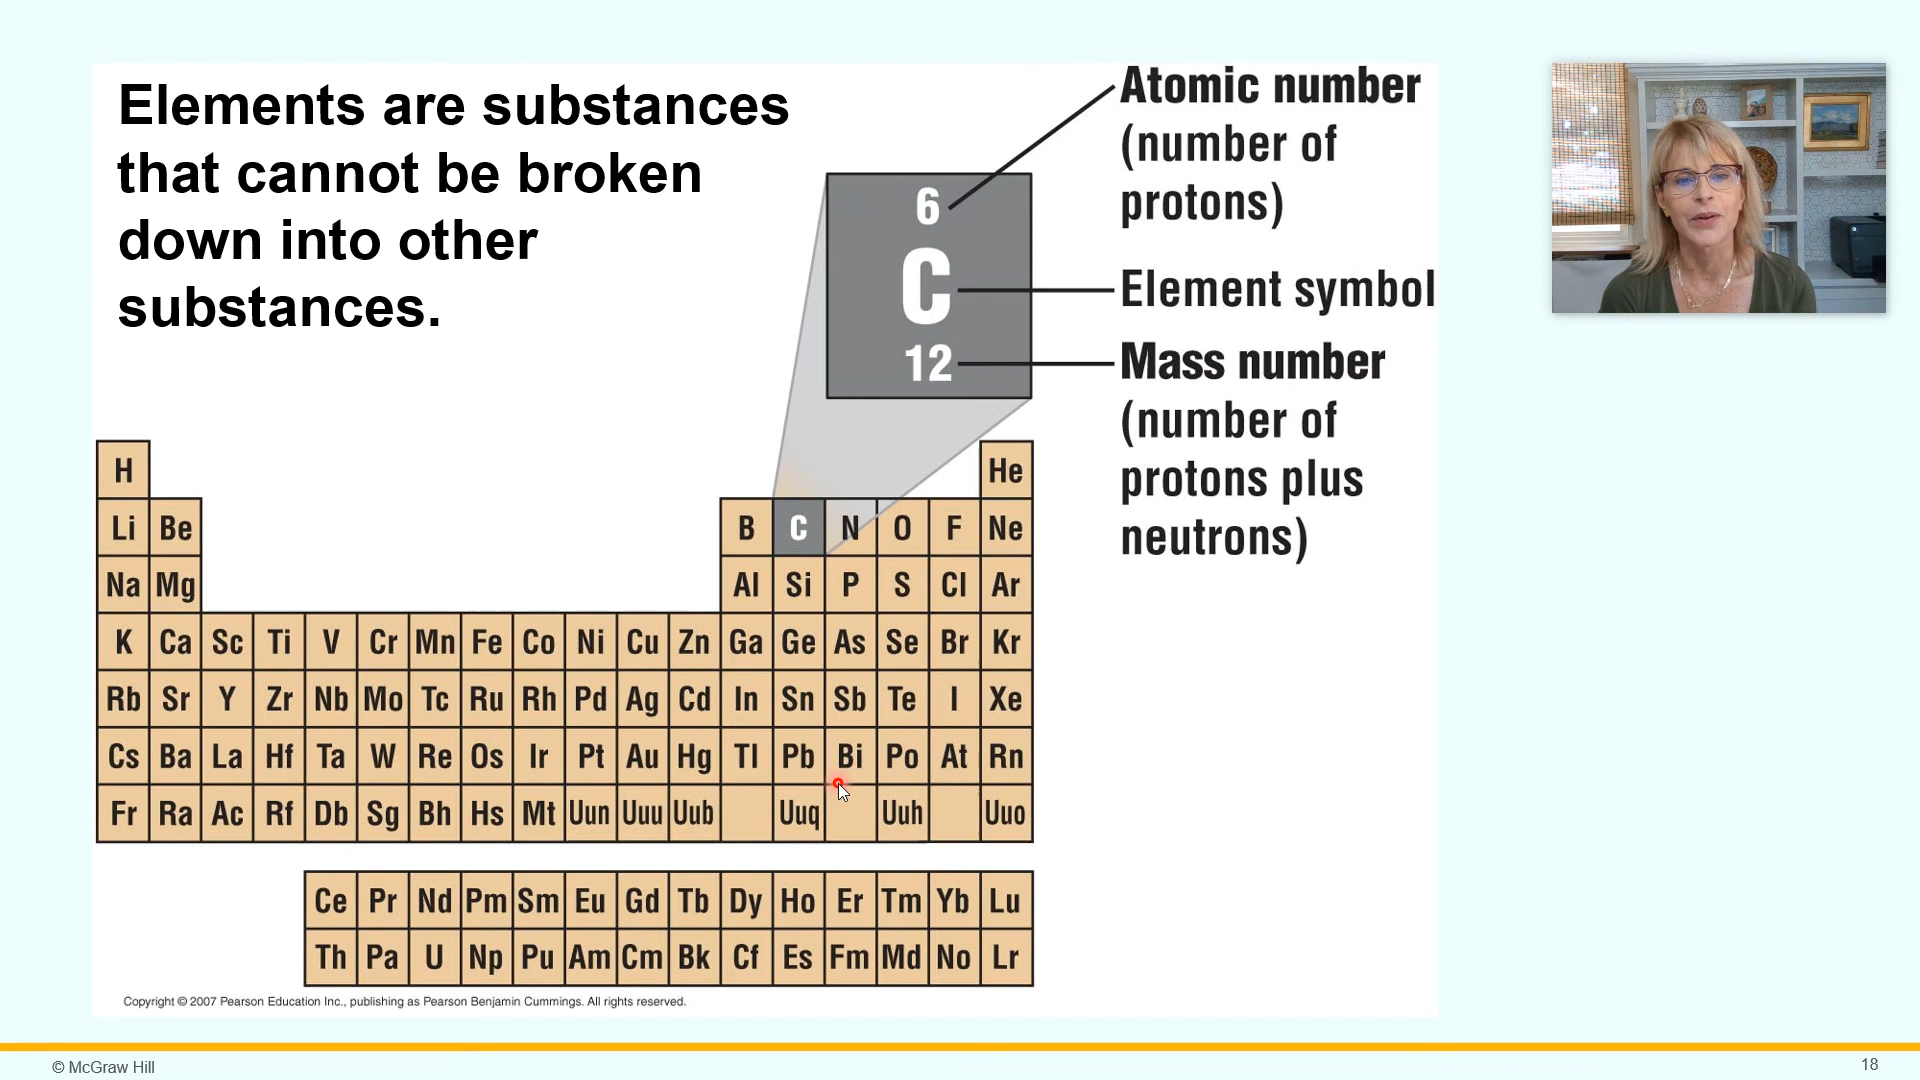 Elements are substances
that cannot be broken
down into other
substances.
Atomic number
(number of
protons)
6
C
Element symbol
12
Mass number
(number of
protons plus
neutrons)
H He
Li Be B C N O F Ne
Na Mg Al Si P S Cl Ar
K Ca Sc Ti V Cr Mn Fe Co Ni Cu Zn Ga Ge As Se Br Kr
Rb Sr Y Zr Nb Mo Tc Ru Rh Pd Ag Cd In Sn Sb Te I Xe
Cs Ba La Hf Ta W Re Os Ir Pt Au Hg Tl Pb Bi Po At Rn
Fr Ra Ac Rf Db Sg Bh Hs Mt Uun Uuu Uub Uuq Uuh Uuo
Ce Pr Nd Pm Sm Eu Gd Tb Dy Ho Er Tm Yb Lu
Th Pa U Np Pu Am Cm Bk Cf Es Fm Md No Lr
Copyright © 2007 Pearson Education Inc., publishing as Pearson Benjamin Cummings. All rights reserved.
© McGraw Hill
18